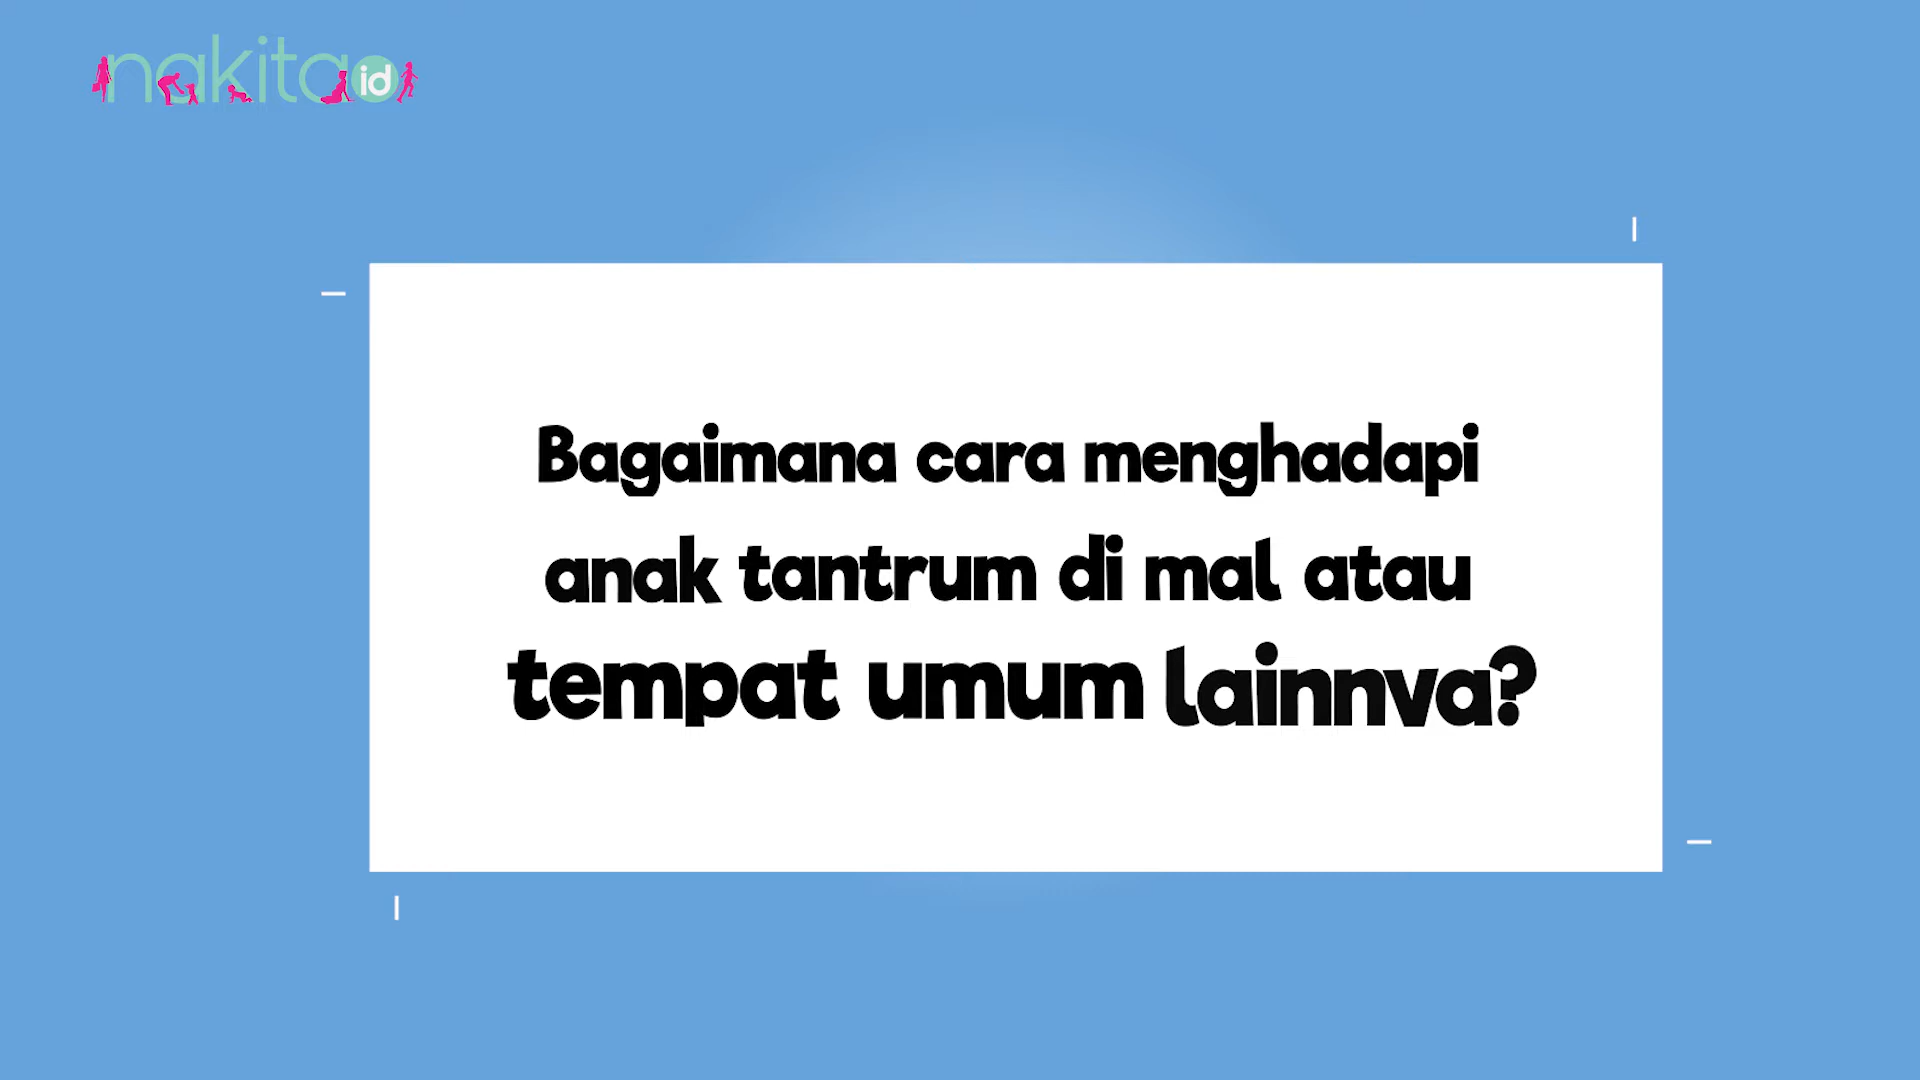 nakita id
Bagaimana cara menghadapi
anak tantrum di mal atau
tempat umum lainnya?